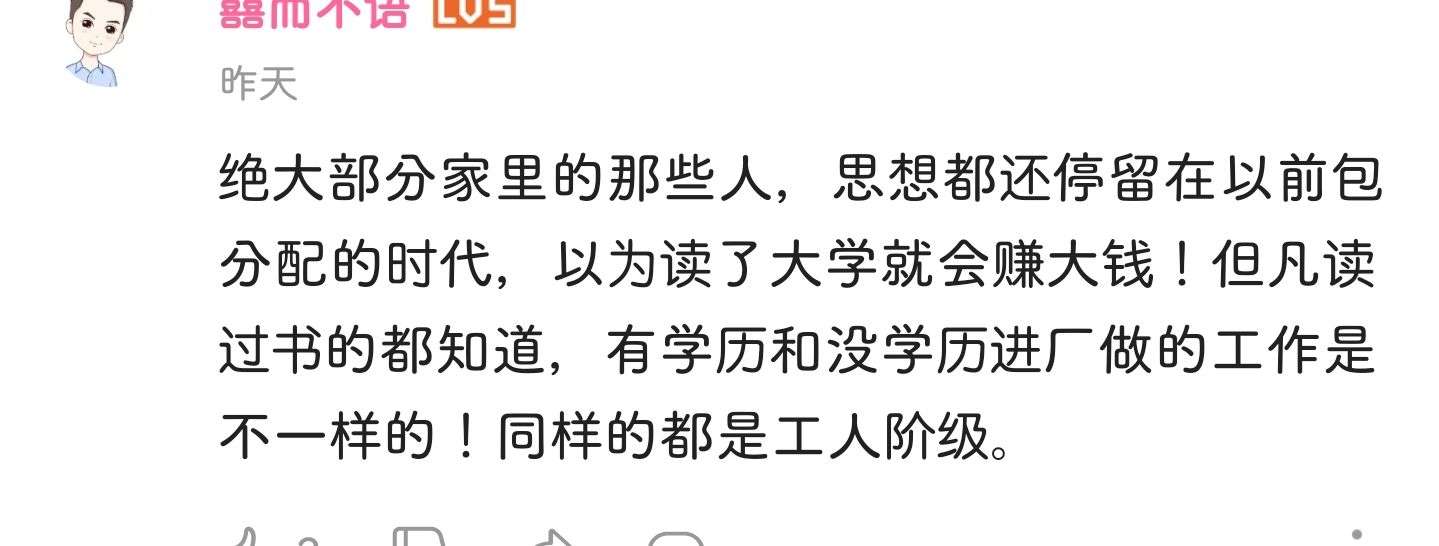 囍而不语 LV5
昨天
绝大部分家里的那些人，思想都还停留在以前包
分配的时代，以为读了大学就会赚大钱！但凡读
过书的都知道，有学历和没学历进厂做的工作是
不一样的！同样的都是工人阶级。